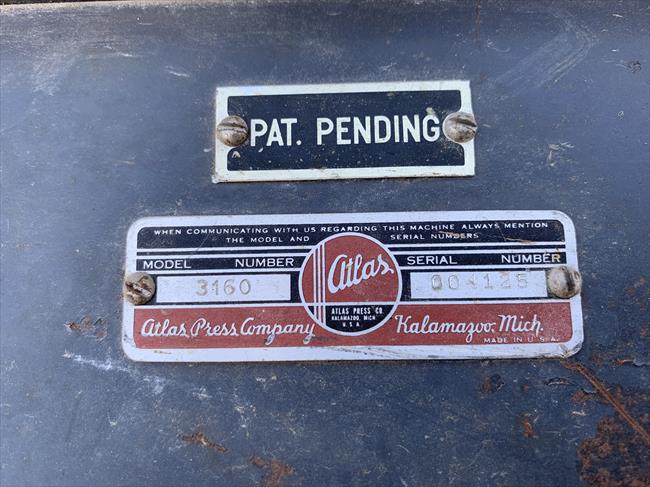 PAT. PENDING
WHEN COMMUNICATING WITH US REGARDING THIS MACHINE ALWAYS MENTION
THE MODEL AND SERIAL NUMBERS
MODEL NUMBER SERIAL NUMBER
3160 004125
Atlas
ATLAS PRESS CO.
KALAMAZOO, MICH
U.S.A.
Atlas Press Company Kalamazoo, Mich.
MADE IN U.S.A.